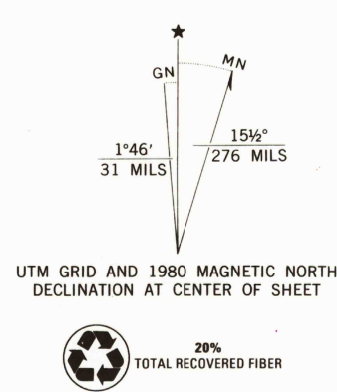 ★
GN
MN
1°46′
31 MILS
15½°
276 MILS
UTM GRID AND 1980 MAGNETIC NORTH
DECLINATION AT CENTER OF SHEET
20%
TOTAL RECOVERED FIBER